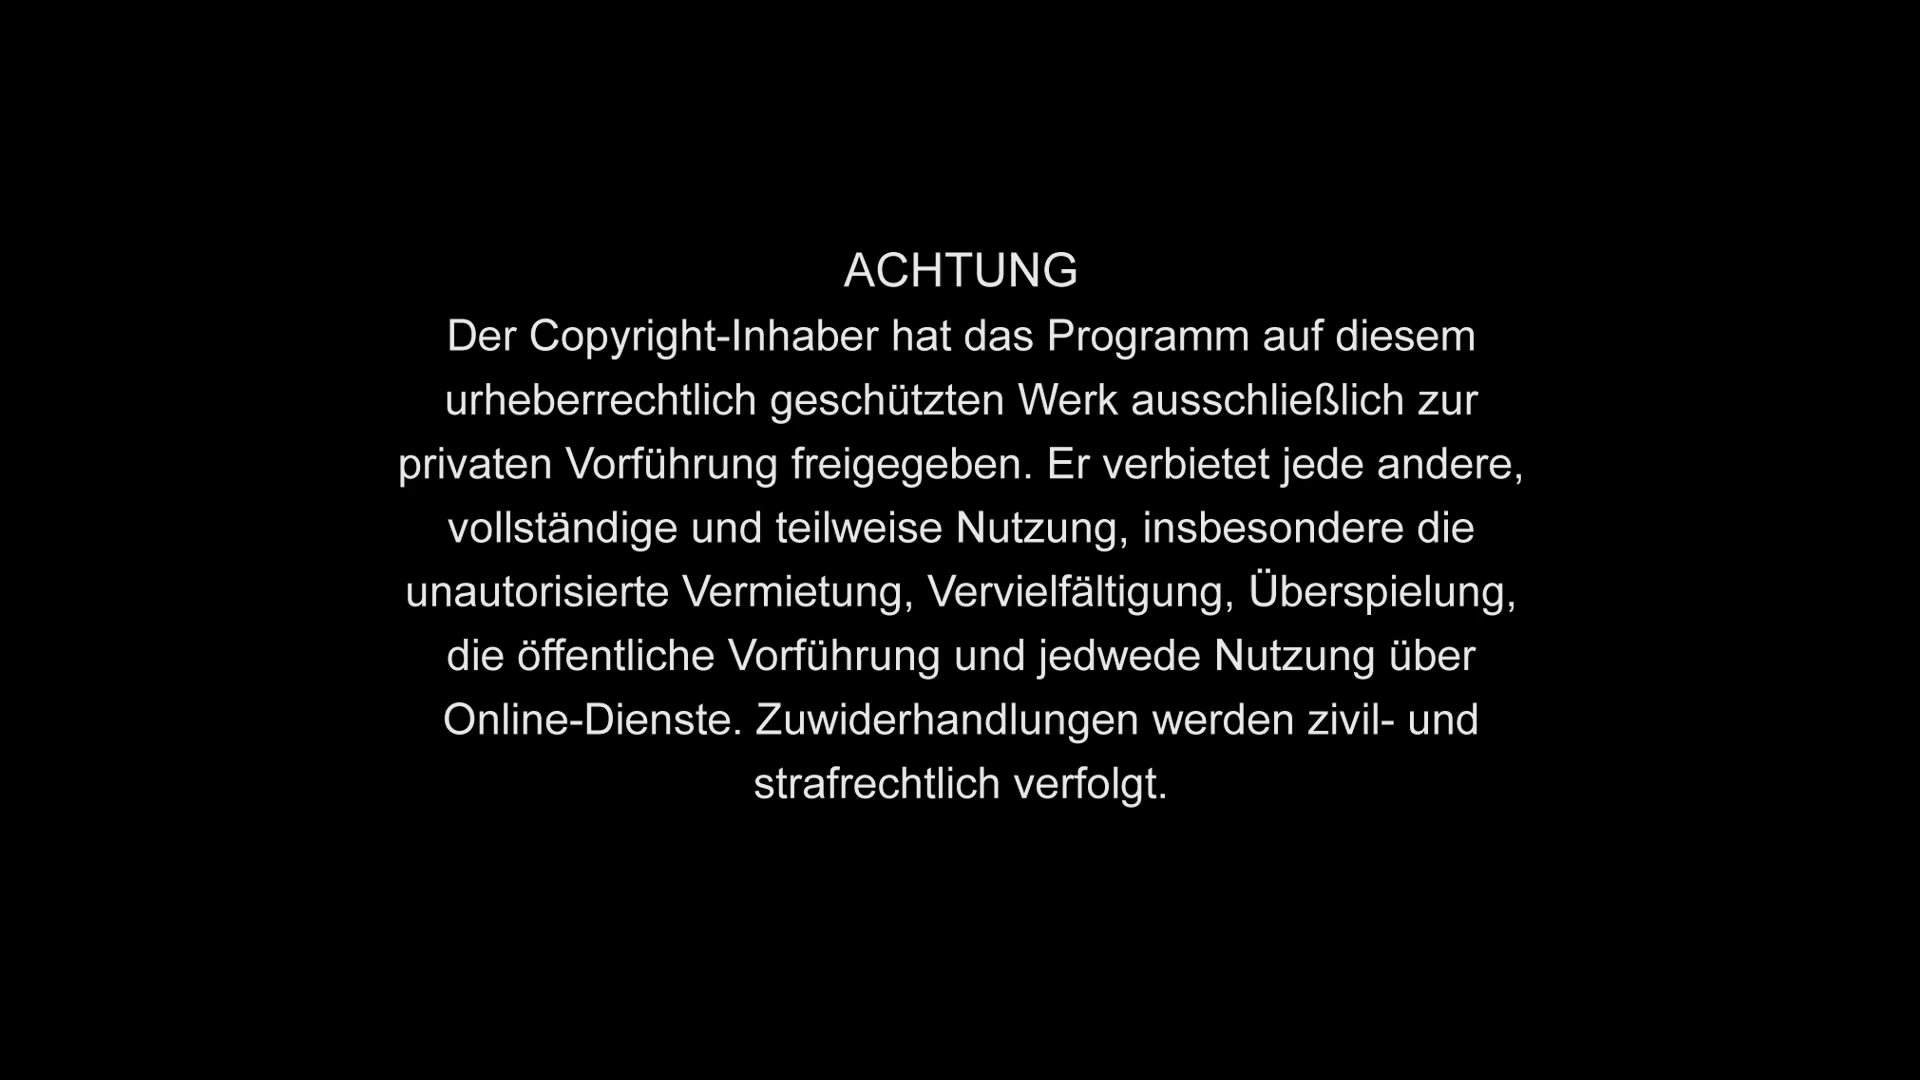 ACHTUNG
Der Copyright-Inhaber hat das Programm auf diesem
urheberrechtlich geschützten Werk ausschließlich zur
privaten Vorführung freigegeben. Er verbietet jede andere,
vollständige und teilweise Nutzung, insbesondere die
unautorisierte Vermietung, Vervielfältigung, Überspielung,
die öffentliche Vorführung und jedwede Nutzung über
Online-Dienste. Zuwiderhandlungen werden zivil- und
strafrechtlich verfolgt.